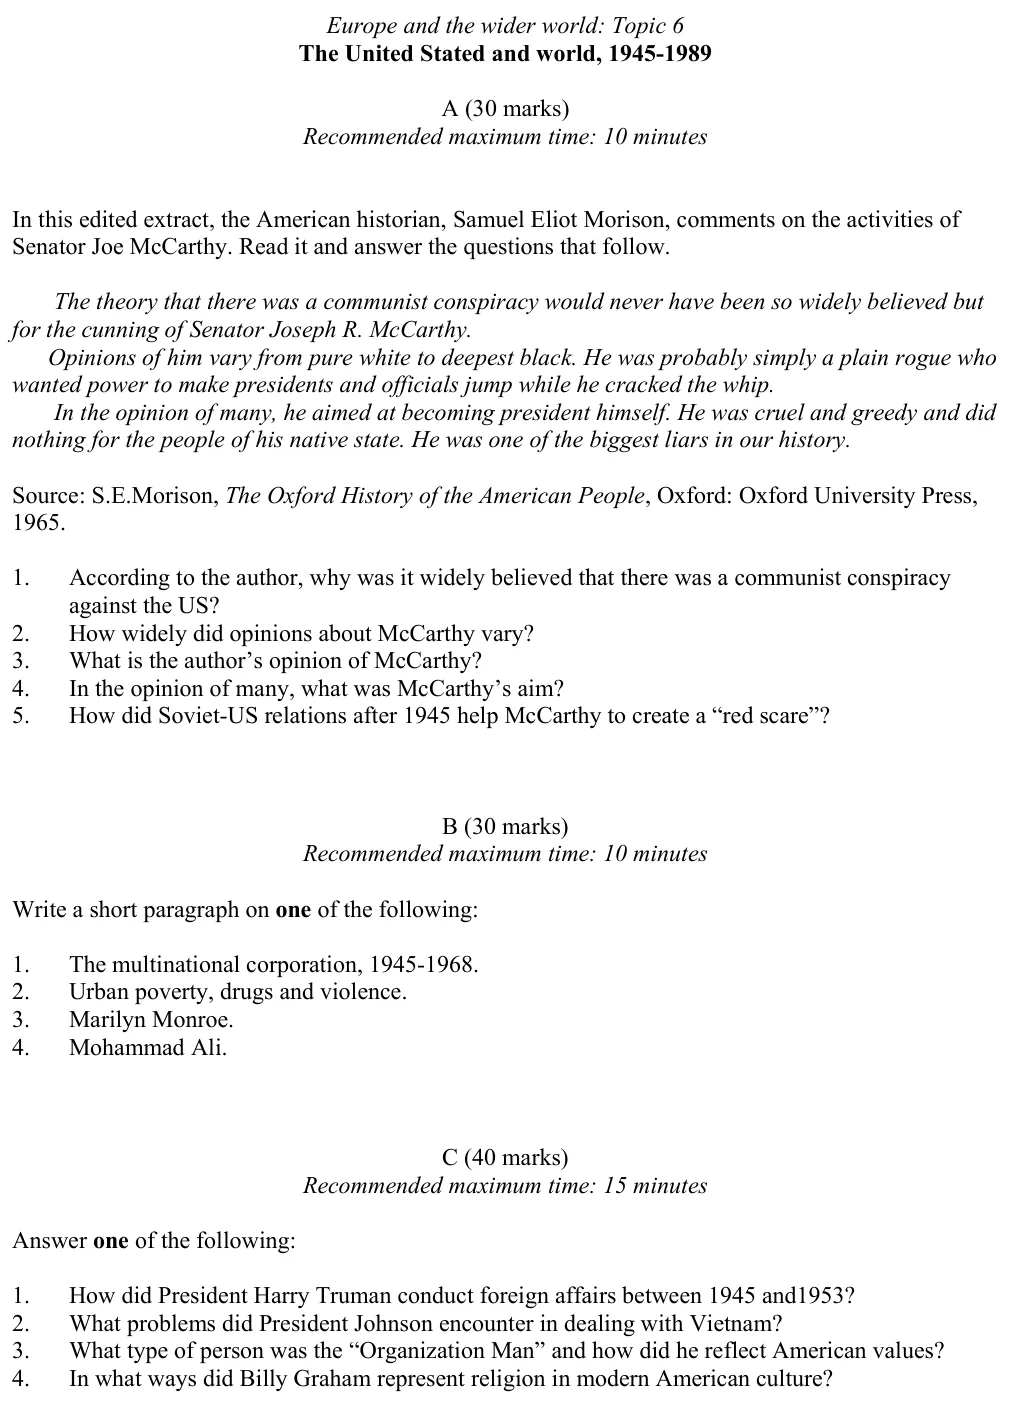 Europe and the wider world: Topic 6
The United Stated and world, 1945-1989
A (30 marks)
Recommended maximum time: 10 minutes
In this edited extract, the American historian, Samuel Eliot Morison, comments on the activities of
Senator Joe McCarthy. Read it and answer the questions that follow.
The theory that there was a communist conspiracy would never have been so widely believed but
for the cunning of Senator Joseph R. McCarthy.
Opinions of him vary from pure white to deepest black. He was probably simply a plain rogue who
wanted power to make presidents and officials jump while he cracked the whip.
In the opinion of many, he aimed at becoming president himself. He was cruel and greedy and did
nothing for the people of his native state. He was one of the biggest liars in our history.
Source: S.E.Morison, The Oxford History of the American People, Oxford: Oxford University Press,
1965.
1. According to the author, why was it widely believed that there was a communist conspiracy
against the US?
2. How widely did opinions about McCarthy vary?
3. What is the author's opinion of McCarthy?
4. In the opinion of many, what was McCarthy's aim?
5. How did Soviet-US relations after 1945 help McCarthy to create a “red scare”?
B (30 marks)
Recommended maximum time: 10 minutes
Write a short paragraph on one of the following:
1. The multinational corporation, 1945-1968.
2. Urban poverty, drugs and violence.
3. Marilyn Monroe.
4. Mohammad Ali.
C (40 marks)
Recommended maximum time: 15 minutes
Answer one of the following:
1. How did President Harry Truman conduct foreign affairs between 1945 and1953?
2. What problems did President Johnson encounter in dealing with Vietnam?
3. What type of person was the “Organization Man” and how did he reflect American values?
4. In what ways did Billy Graham represent religion in modern American culture?